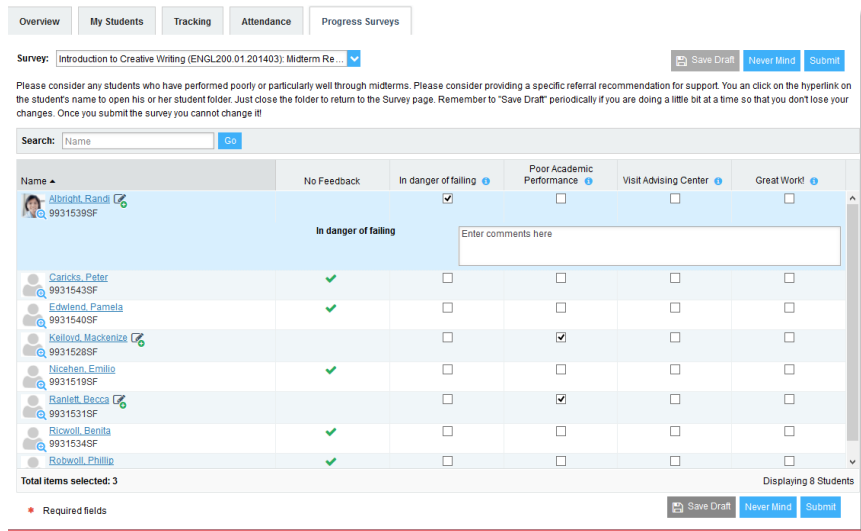 Overview My Students Tracking Attendance Progress Surveys
Survey: Introduction to Creative Writing (ENGL200.01.201403): Midterm Re... Save Draft Never Mind Submit
Please consider any students who have performed poorly or particularly well through midterms. Please consider providing a specific referral recommendation for support. You an click on the hyperlink on
the student's name to open his or her student folder. Just close the folder to return to the Survey page. Remember to "Save Draft" periodically if you are doing a little bit at a time so that you don't lose your
changes. Once you submit the survey you cannot change it!
Search: Name Go
Name No Feedback In danger of failing Poor Academic Performance Visit Advising Center Great Work!
Albright, Randi
9931539SF
In danger of failing Enter comments here
Caricks, Peter
9931543SF
Edwlend, Pamela
9931540SF
Kelloyd, Mackenize
9931528SF
Nicehen, Emilio
9931519SF
Ranlett, Becca
9931531SF
Ricwoll, Benita
9931534SF
Robwoll, Phillip
Total items selected: 3 Displaying 8 Students
* Required fields Save Draft Never Mind Submit